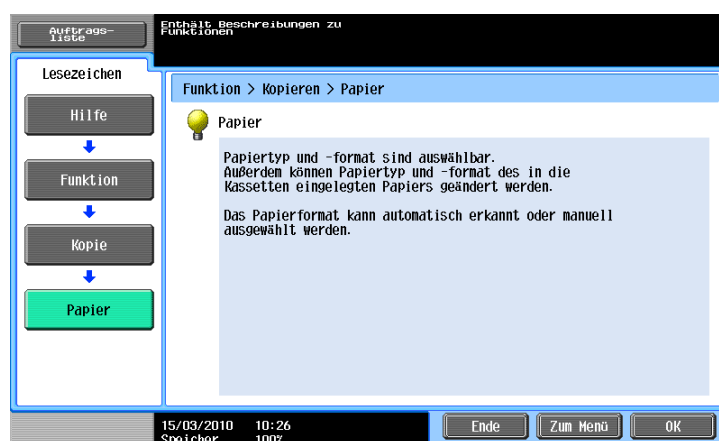 Auftrags-
liste
Enthält Beschreibungen zu
Funktionen
Lesezeichen
Hilfe
Funktion
Kopie
Papier
Funktion > Kopieren > Papier
Papier
Papiertyp und -format sind auswählbar.
Außerdem können Papiertyp und -format des in die
Kassetten eingelegten Papiers geändert werden.
Das Papierformat kann automatisch erkannt oder manuell
ausgewählt werden.
15/03/2010 10:26
Speicher 100%
Ende
Zum Menü
OK